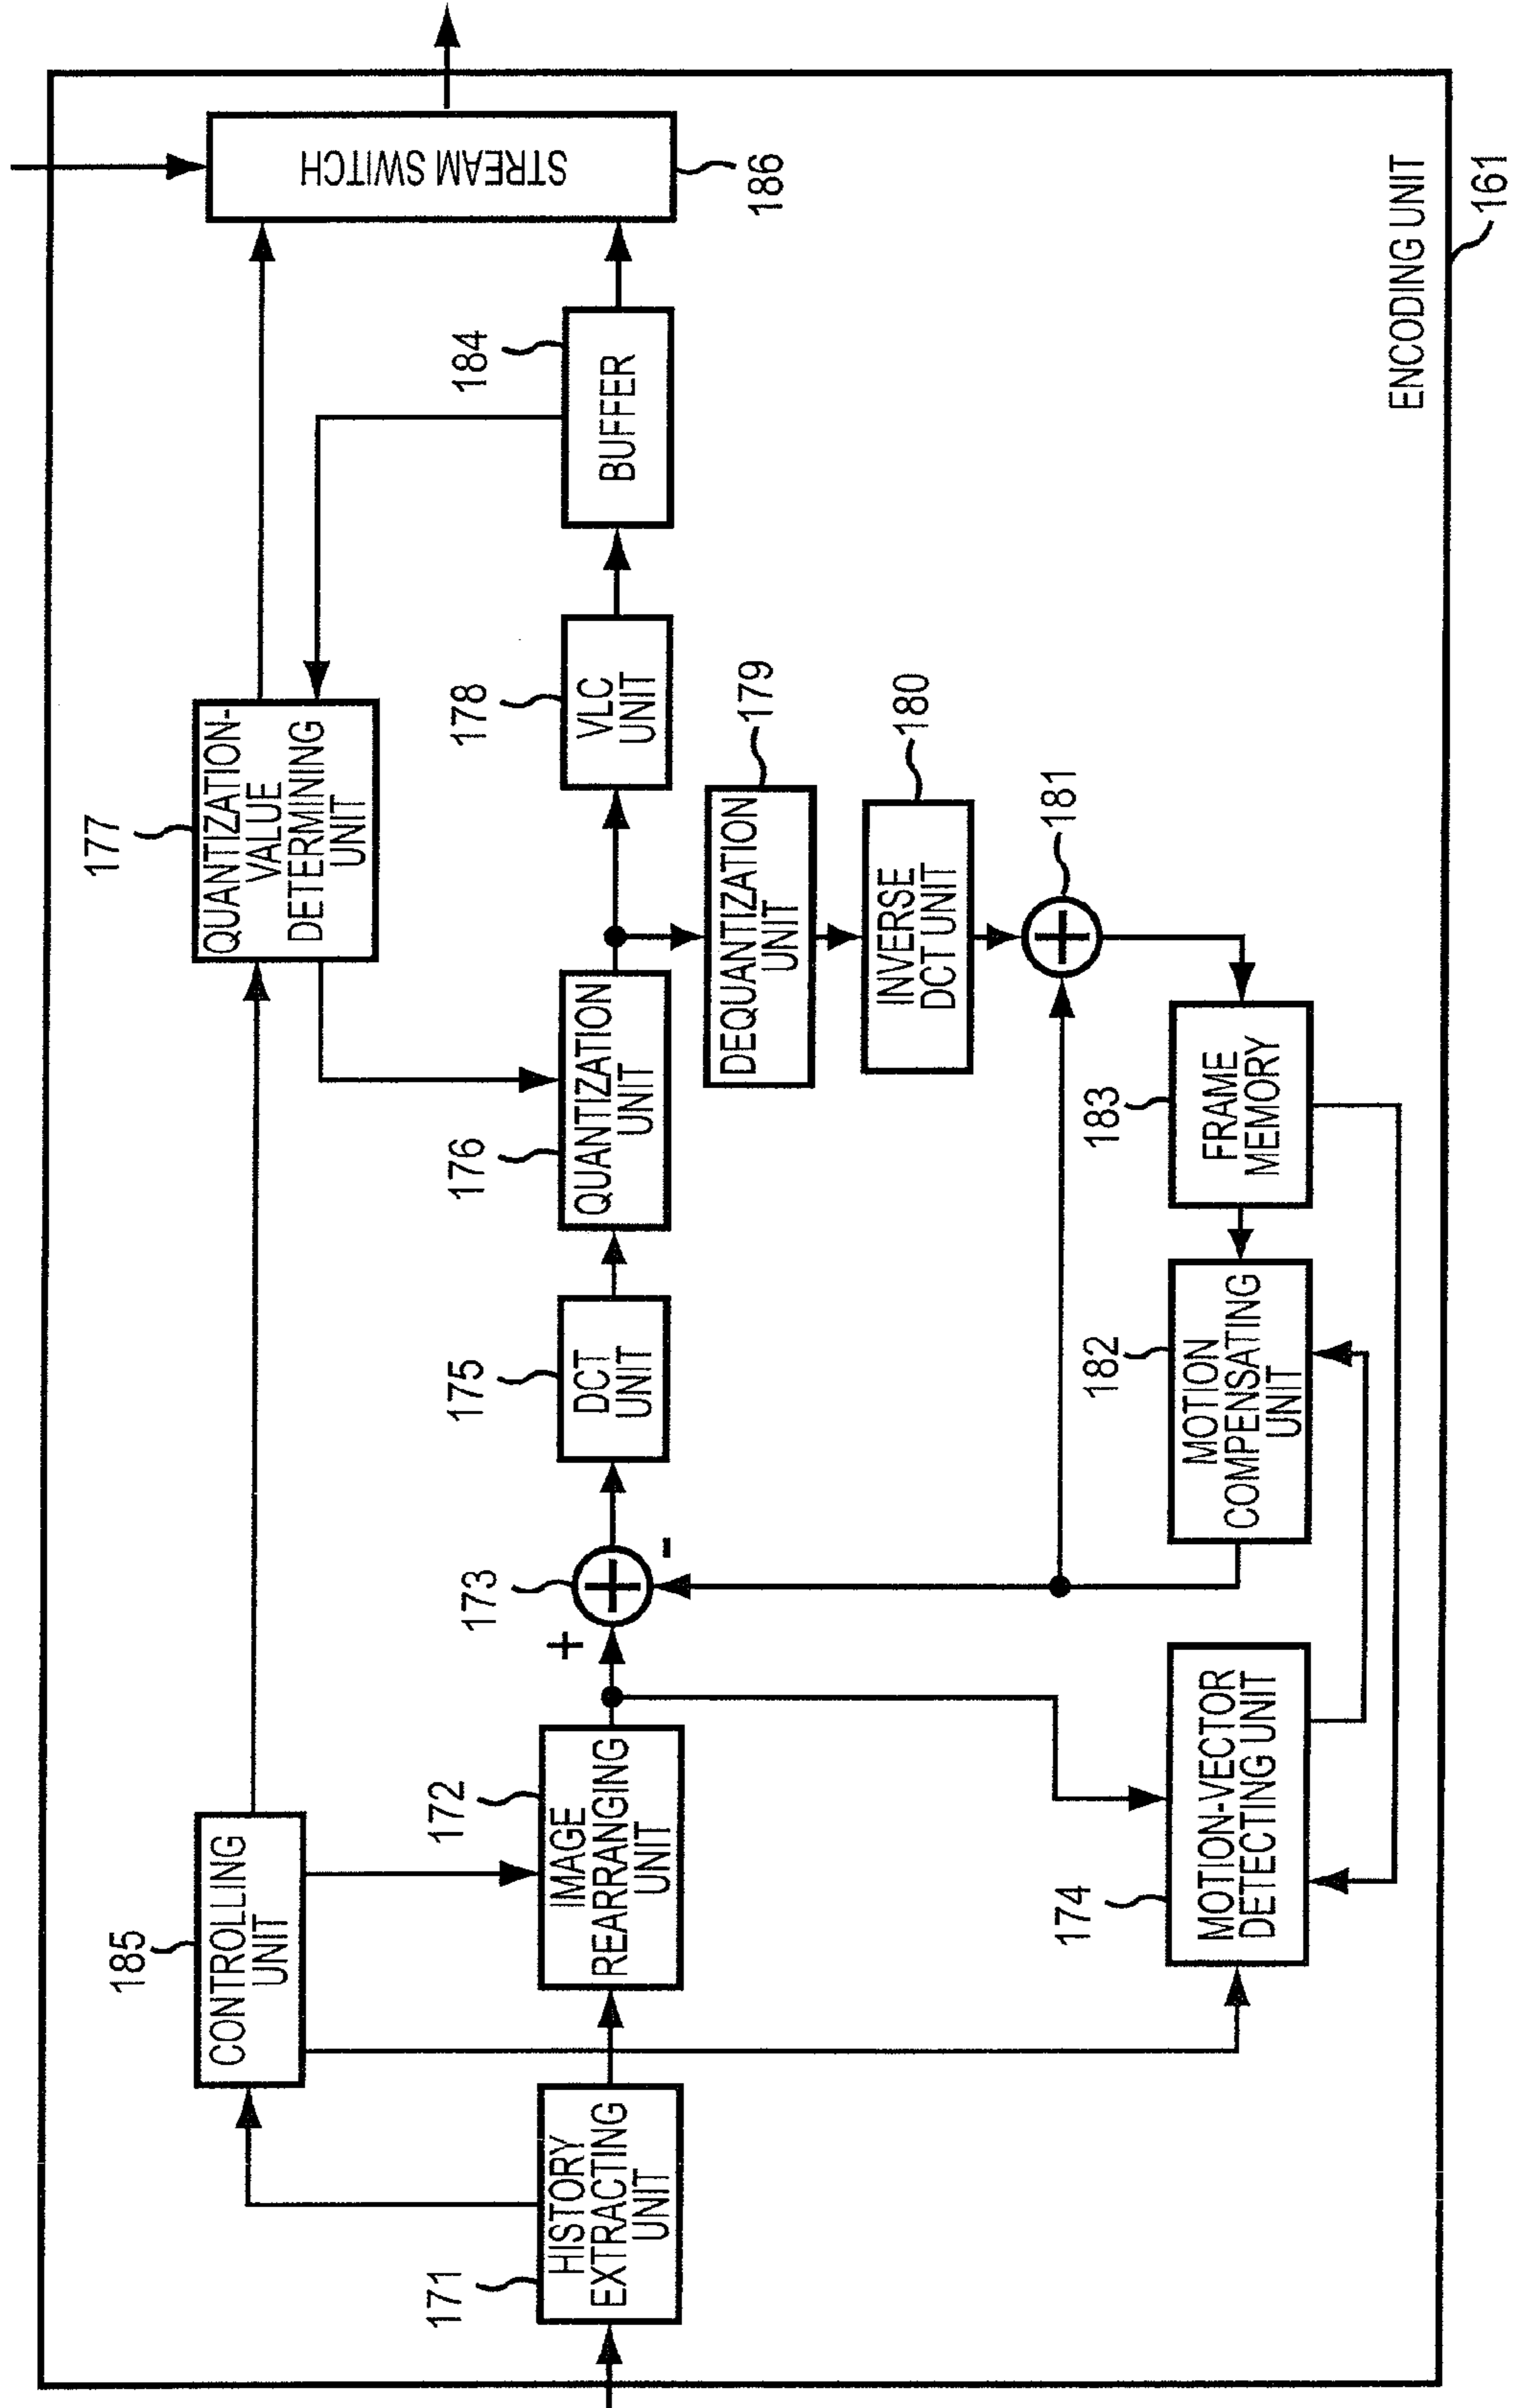 185
CONTROLLING
UNIT
177
QUANTIZATION-
VALUE
DETERMINING
UNIT
171
HISTORY
EXTRACTING
UNIT
172
IMAGE
REARRANGING
UNIT
+
173
-
175
DCT
UNIT
176
QUANTIZATION
UNIT
178
VLC
UNIT
184
BUFFER
STREAM SWITCH
186
DEQUANTIZATION
UNIT
179
INVERSE
DCT UNIT
180
181
174
MOTION-VECTOR
DETECTING UNIT
182
MOTION
COMPENSATING
UNIT
183
FRAME
MEMORY
ENCODING UNIT
161